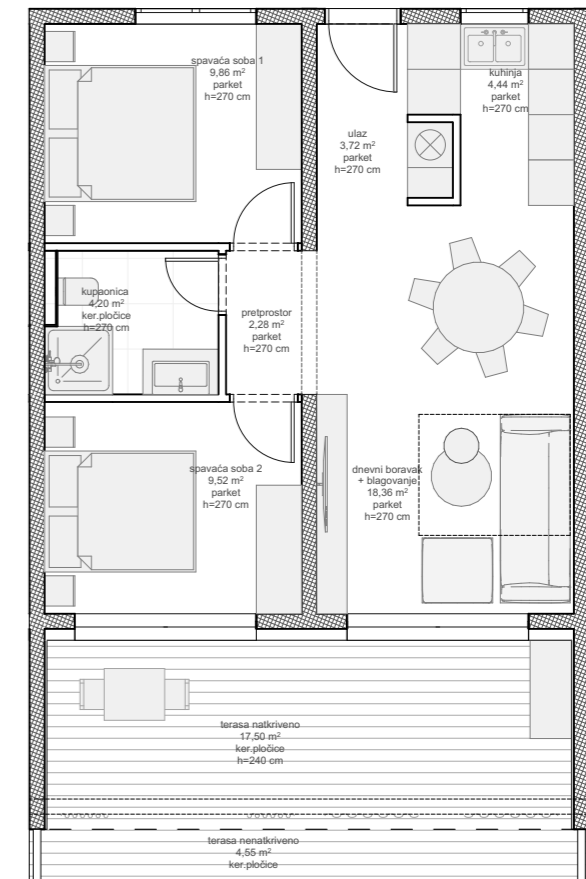 spavaća soba 1
9,86 m²
parket
h=270 cm
kuhinja
4,44 m²
parket
h=270 cm
ulaz
3,72 m²
parket
h=270 cm
kupaonica
4,20 m²
ker.pločice
h=270 cm
pretprostor
2,28 m²
parket
h=270 cm
spavaća soba 2
9,52 m²
parket
h=270 cm
dnevni boravak
+ blagovanje
18,36 m²
parket
h=270 cm
terasa natkriveno
17,50 m²
ker.pločice
h=240 cm
terasa nenatkriveno
4,55 m²
ker.pločice